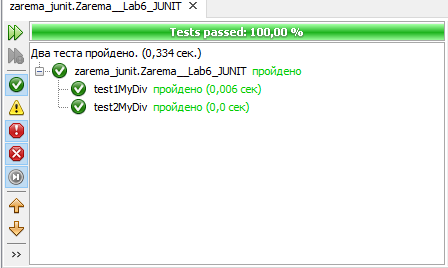 zarema_junit.Zarema__Lab6_JUNIT
Tests passed: 100,00 %
Два теста пройдено. (0,334 сек.)
zarema_junit.Zarema__Lab6_JUNIT пройдено
test1MyDiv пройдено (0,006 сек)
test2MyDiv пройдено (0,0 сек)